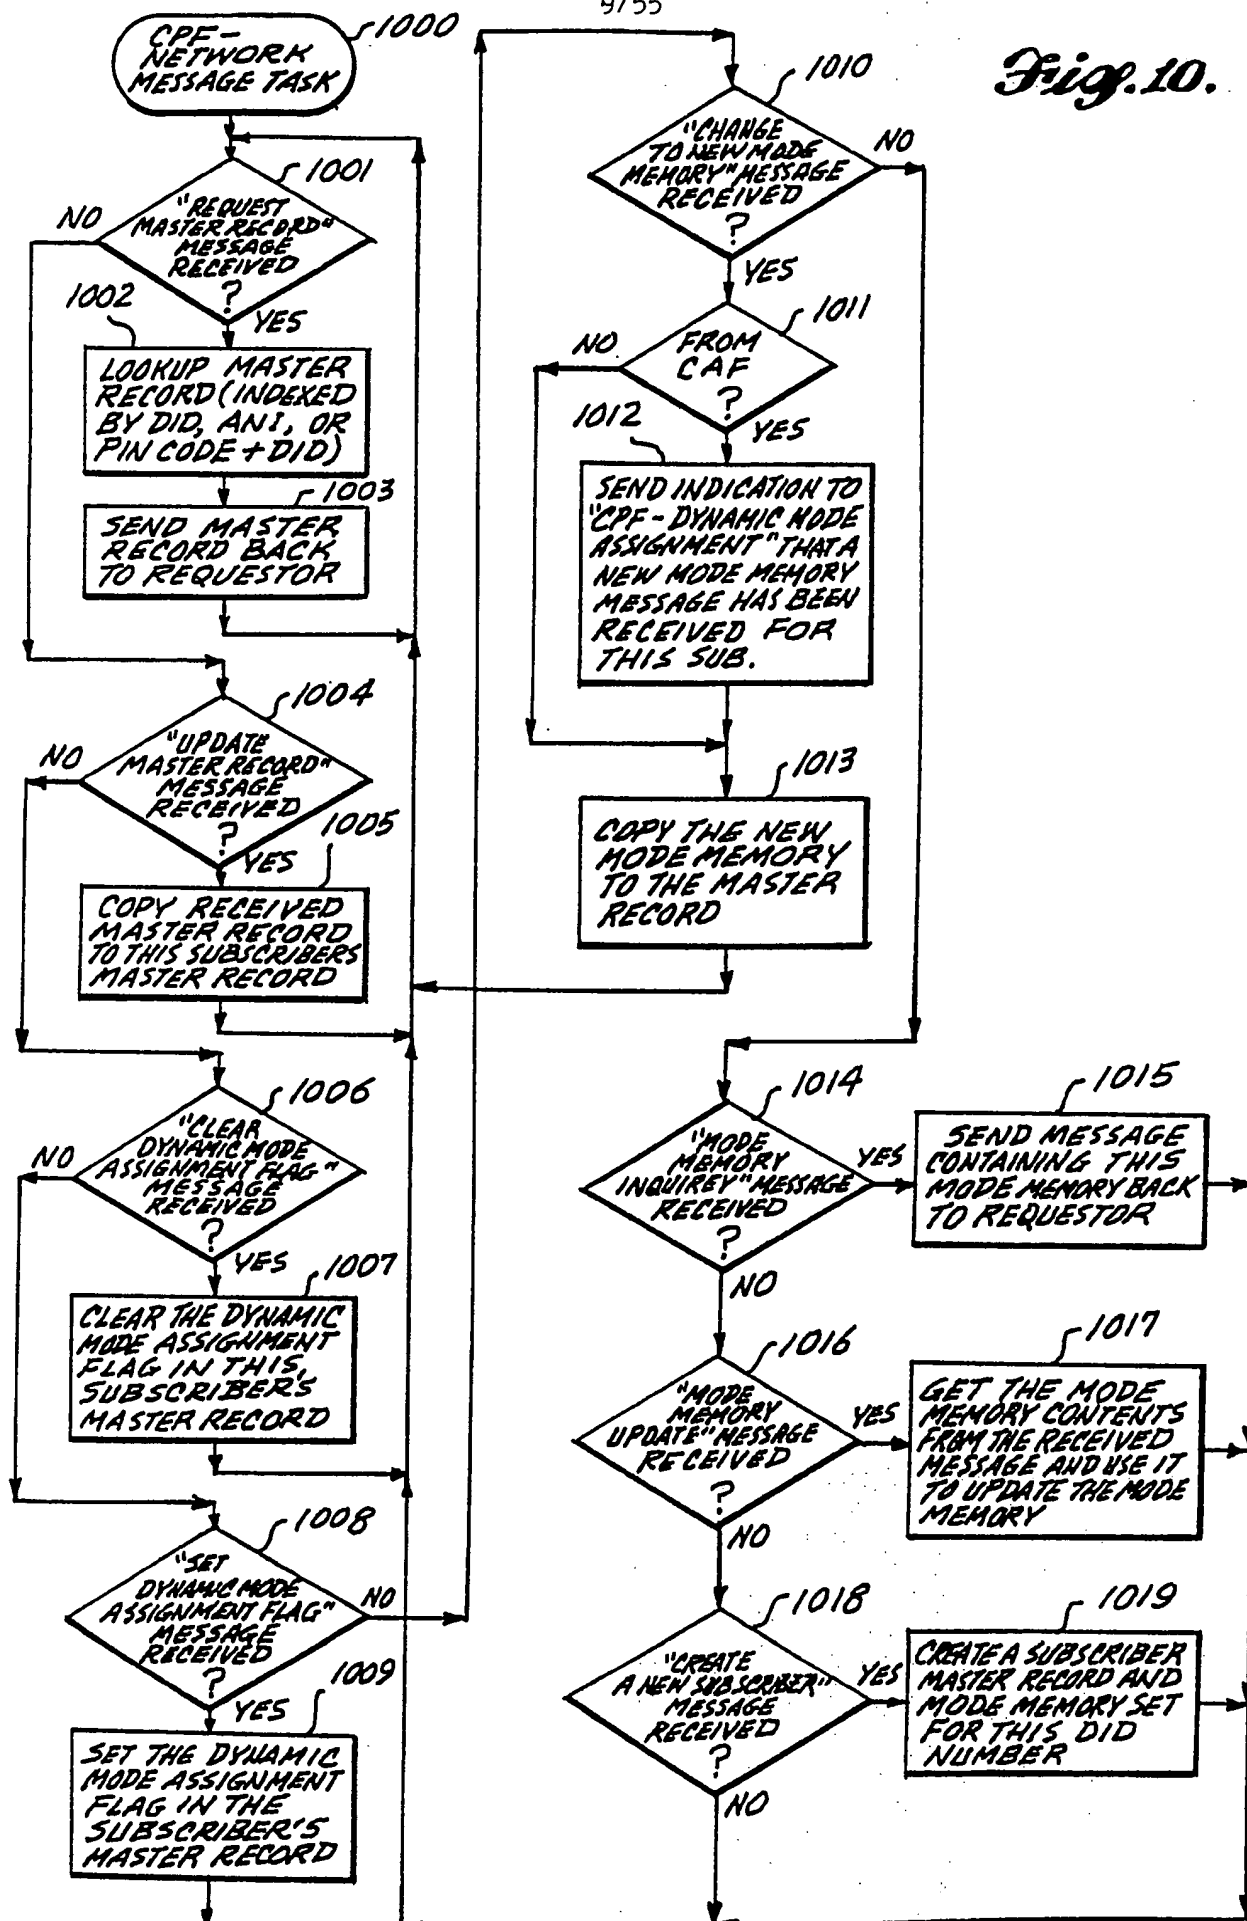 9/55
Fig. 10.
CPF-
NETWORK
MESSAGE TASK
1000
1001
"REQUEST
MASTER RECORD"
MESSAGE
RECEIVED
?
NO
YES
1002
LOOKUP MASTER
RECORD (INDEXED
BY DID, ANI, OR
PIN CODE + DID)
1003
SEND MASTER
RECORD BACK
TO REQUESTOR
1004
"UPDATE
MASTER RECORD"
MESSAGE
RECEIVED
?
NO
YES
1005
COPY RECEIVED
MASTER RECORD
TO THIS SUBSCRIBERS
MASTER RECORD
1006
"CLEAR
DYNAMIC MODE
ASSIGNMENT FLAG"
MESSAGE
RECEIVED
?
NO
YES
1007
CLEAR THE DYNAMIC
MODE ASSIGNMENT
FLAG IN THIS,
SUBSCRIBER'S
MASTER RECORD
1008
"SET
DYNAMIC MODE
ASSIGNMENT FLAG"
MESSAGE
RECEIVED
?
NO
YES
1009
SET THE DYNAMIC
MODE ASSIGNMENT
FLAG IN THE
SUBSCRIBER'S
MASTER RECORD
1010
"CHANGE
TO NEW MODE
MEMORY" MESSAGE
RECEIVED
?
NO
YES
1011
FROM
CAF
?
NO
YES
1012
SEND INDICATION TO
"CPF-DYNAMIC MODE
ASSIGNMENT" THAT A
NEW MODE MEMORY
MESSAGE HAS BEEN
RECEIVED FOR
THIS SUB.
1013
COPY THE NEW
MODE MEMORY
TO THE MASTER
RECORD
1014
"MODE
MEMORY
INQUIREY" MESSAGE
RECEIVED
?
YES
NO
1015
SEND MESSAGE
CONTAINING THIS
MODE MEMORY BACK
TO REQUESTOR
1016
"MODE
MEMORY
UPDATE" MESSAGE
RECEIVED
?
YES
NO
1017
GET THE MODE
MEMORY CONTENTS
FROM THE RECEIVED
MESSAGE AND USE IT
TO UPDATE THE MODE
MEMORY
1018
"CREATE
A NEW SUBSCRIBER"
MESSAGE
RECEIVED
?
YES
NO
1019
CREATE A SUBSCRIBER
MASTER RECORD AND
MODE MEMORY SET
FOR THIS DID
NUMBER